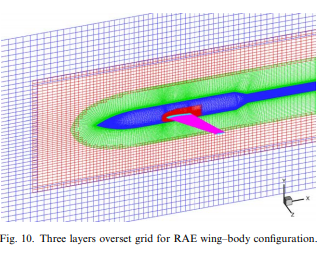 Y
X
Z
Fig. 10. Three layers overset grid for RAE wing–body configuration.